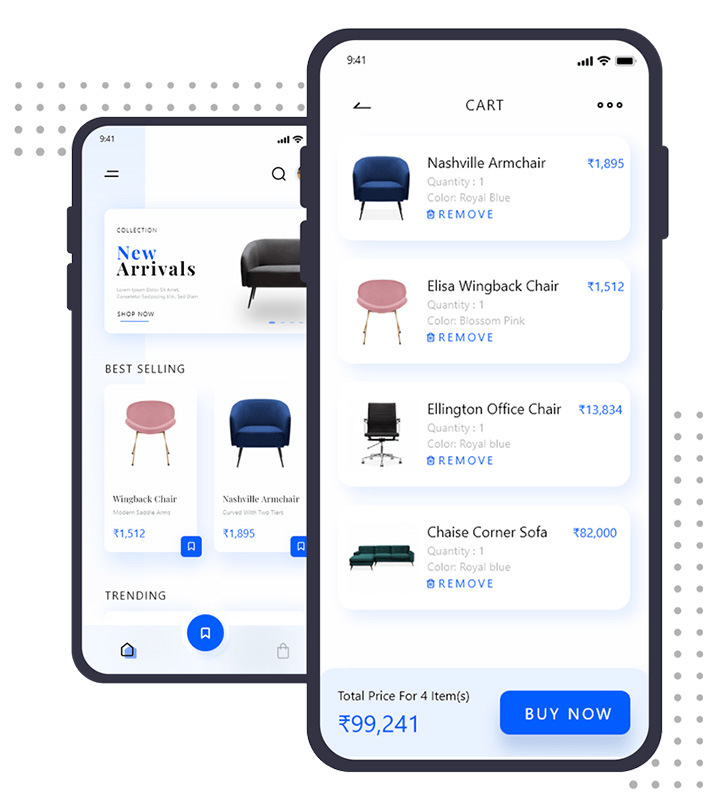 9:41
COLLECTION
New
Arrivals
Lorem Ipsum Dolor Sit Amet,
Consetetur Sadipscing Elitr, Sed Diam
SHOP NOW
BEST SELLING
Wingback Chair
Modern Saddle Arms
₹1,512
Nashville Armchair
Curved With Two Tiers
₹1,895
TRENDING
9:41
CART
Nashville Armchair
₹1,895
Quantity : 1
Color: Royal Blue
REMOVE
Elisa Wingback Chair
₹1,512
Quantity : 1
Color: Blossom Pink
REMOVE
Ellington Office Chair
₹13,834
Quantity : 1
Color: Royal blue
REMOVE
Chaise Corner Sofa
₹82,000
Quantity : 1
Color: Royal blue
REMOVE
Total Price For 4 Item(s)
₹99,241
BUY NOW